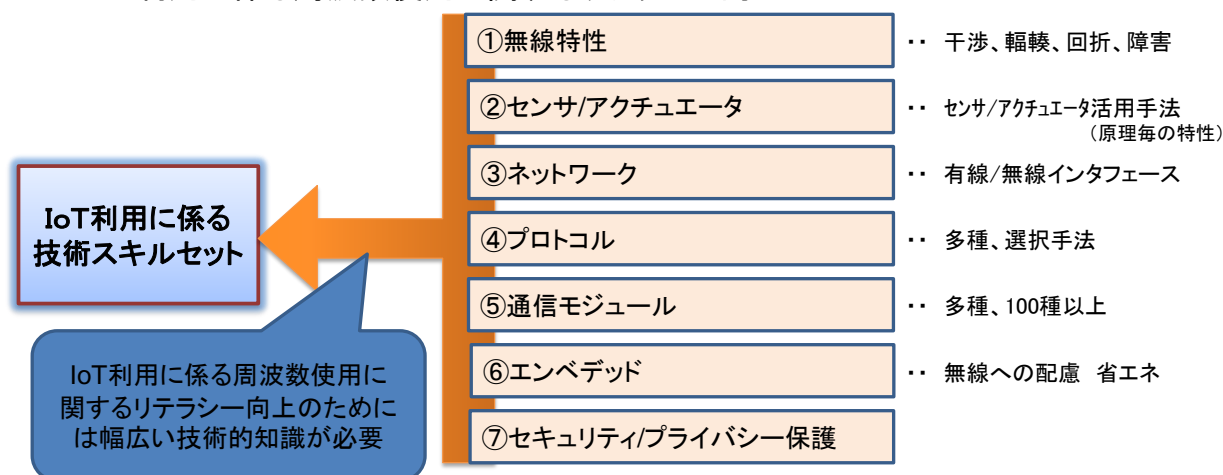 ①無線特性
‥ 干渉、輻輳、回折、障害
②センサ/アクチュエータ
‥ センサ/アクチュエータ活用手法
（原理毎の特性）
③ネットワーク
‥ 有線/無線インタフェース
IoT利用に係る
技術スキルセット
④プロトコル
‥ 多種、選択手法
⑤通信モジュール
‥ 多種、100種以上
⑥エンベデッド
‥ 無線への配慮 省エネ
IoT利用に係る周波数使用に
関するリテラシー向上のために
は幅広い技術的知識が必要
⑦セキュリティ/プライバシー保護